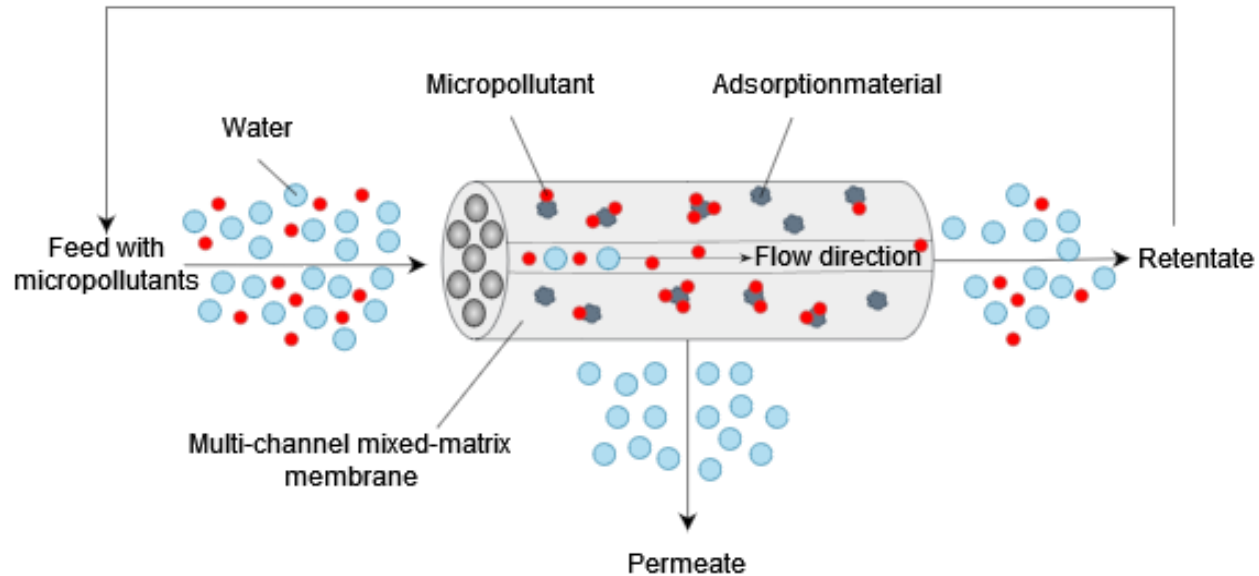 Micropollutant
Adsorptionmaterial
Water
Feed with
micropollutants
Flow direction
Retentate
Multi-channel mixed-matrix
membrane
Permeate